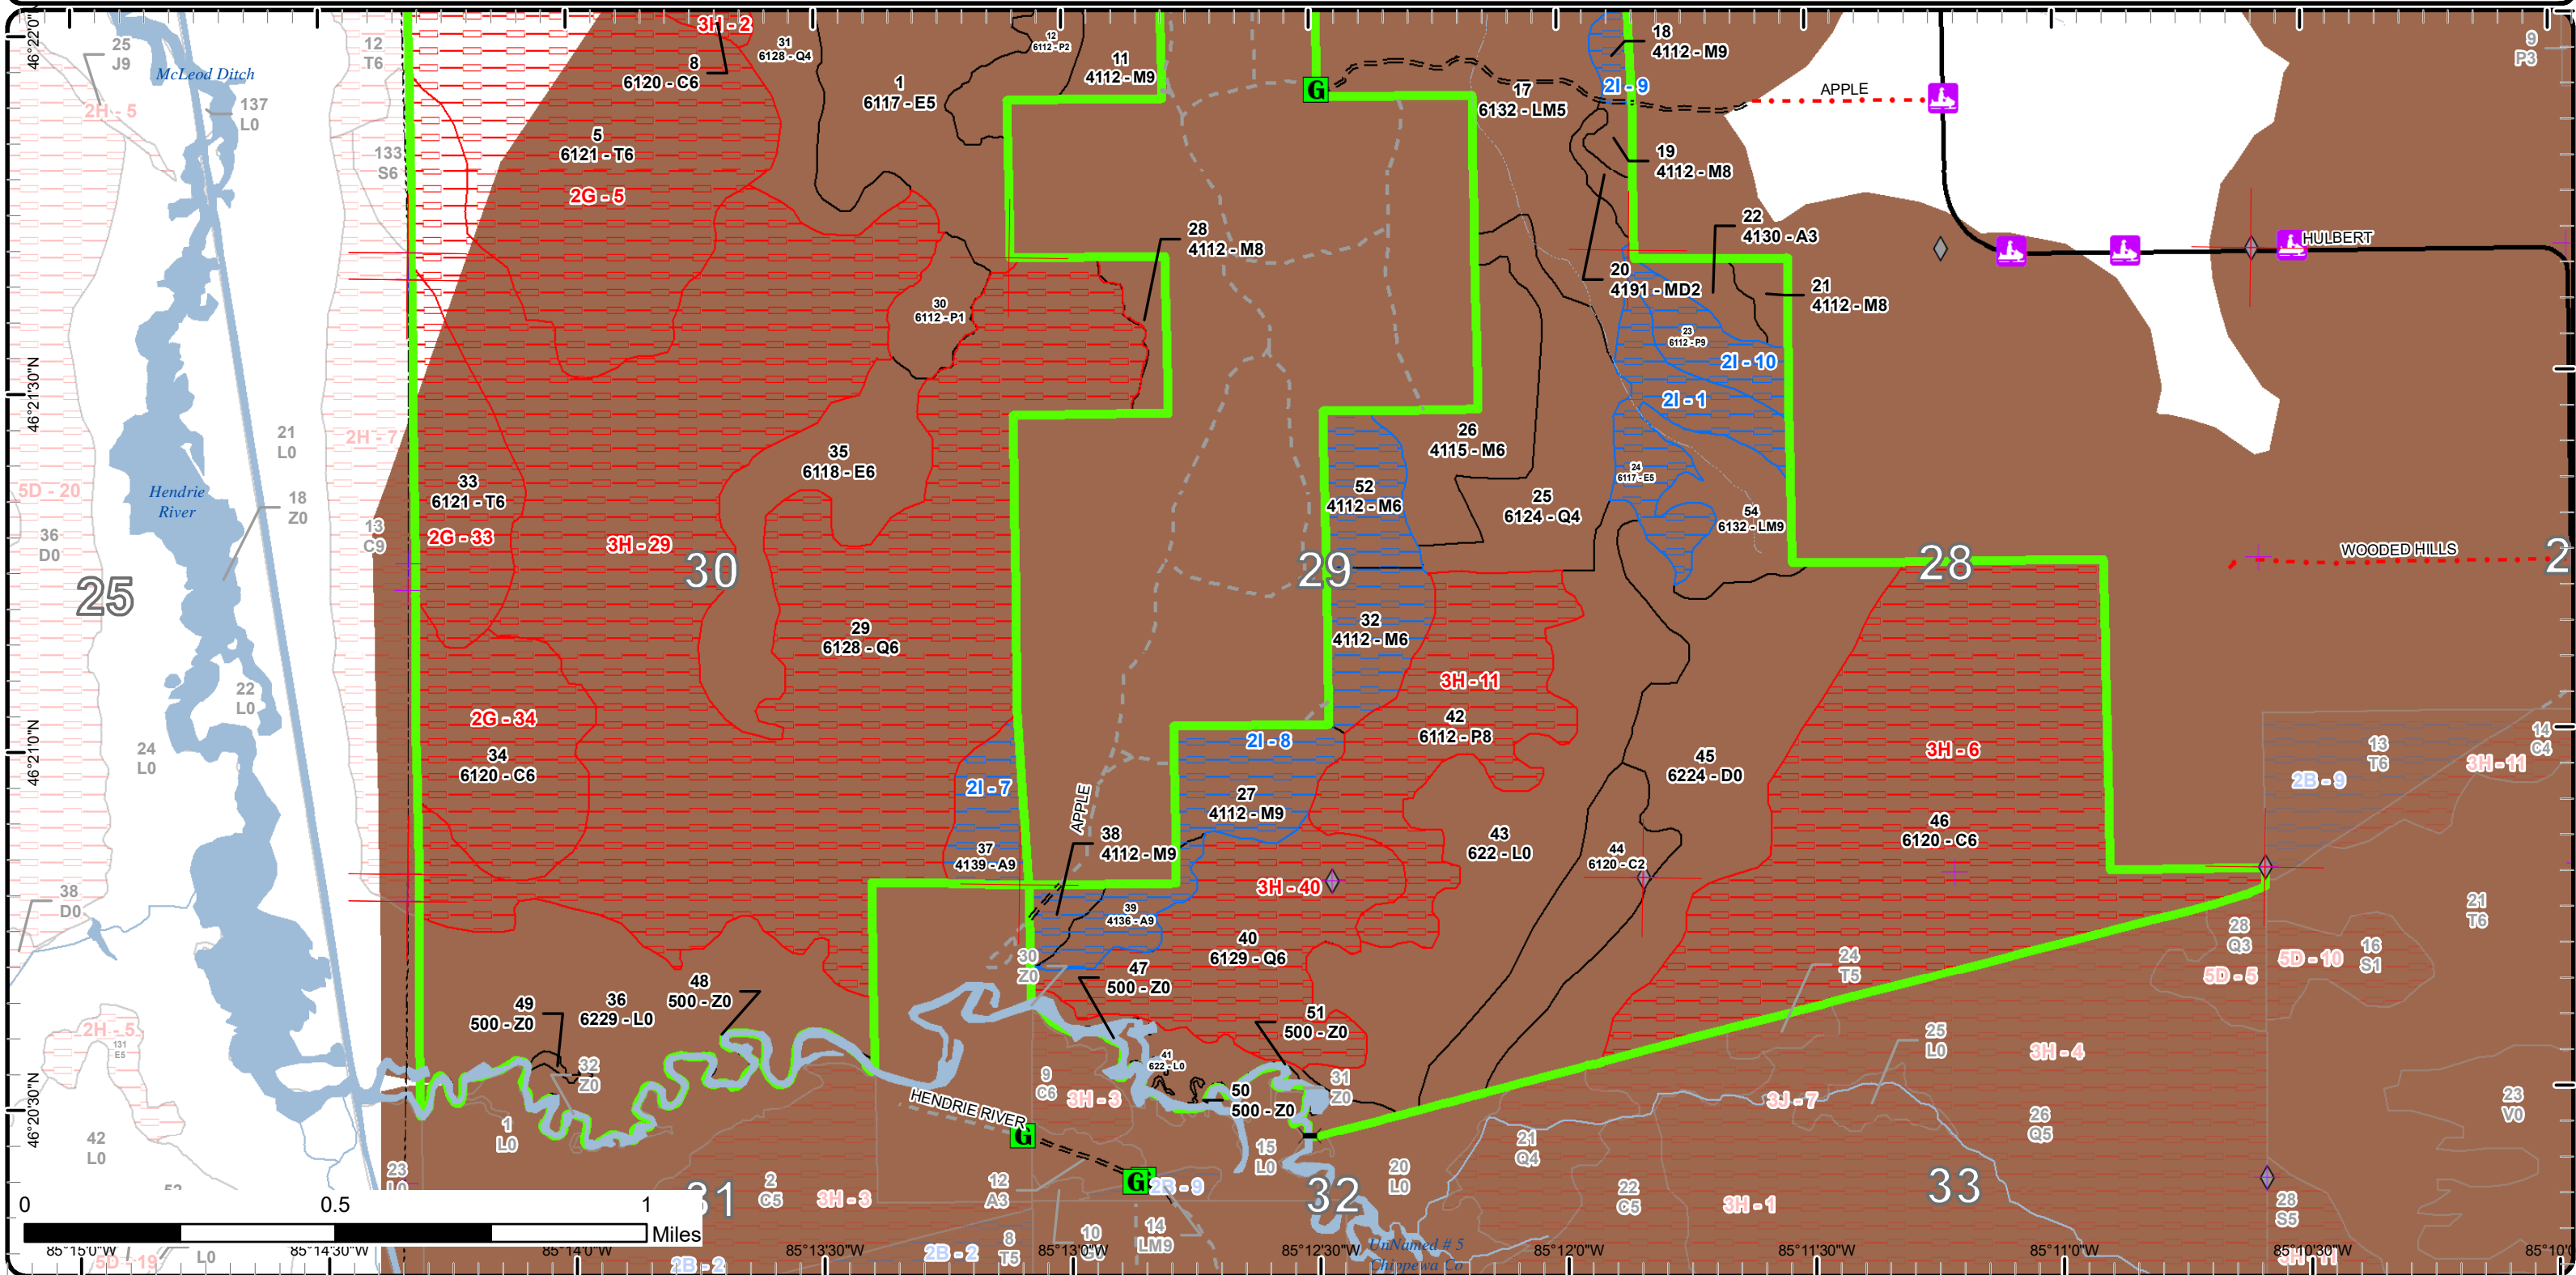 46°22'0"N
25
J9
McLeod Ditch
12
T6
2H - 5
137
L0
133
S6
3H - 2
8
6120 - C6
31
6128 - Q4
5
6121 - T6
2G - 5
1
6117 - E5
12
6112 - P2
11
4112 - M9
G
17
6132 - LM5
18
4112 - M9
2I - 9
19
4112 - M8
APPLE
9
P3
HULBERT
22
4130 - A3
20
4191 - MD2
21
4112 - M8
28
4112 - M8
30
6112 - P1
23
6112 - P9
2I - 10
2I - 1
46°21'30"N
21
L0
2H - 7
5D - 20
Hendrie
River
18
Z0
36
D0
13
C9
33
6121 - T6
2G - 33
3H - 29
30
35
6118 - E6
29
6128 - Q6
25
52
4112 - M6
26
4115 - M6
25
6124 - Q4
24
6117 - E5
54
6132 - LM9
29
28
WOODED HILLS
2
32
4112 - M6
3H - 11
42
6112 - P8
22
L0
24
L0
46°21'0"N
2G - 34
34
6120 - C6
2I - 7
37
4139 - A9
APPLE
38
4112 - M9
2I - 8
27
4112 - M9
43
622 - L0
45
6224 - D0
44
6120 - C2
3H - 6
46
6120 - C6
13
T6
2B - 9
14
C4
3H - 11
38
D0
3H - 40
39
4136 - A9
40
6129 - Q6
30
Z0
47
500 - Z0
51
500 - Z0
48
500 - Z0
49
500 - Z0
36
6229 - L0
32
Z0
21
T6
28
Q3
5D - 5
5D - 10
16
S1
24
T5
25
L0
3H - 4
2H - 5
131
E5
46°20'30"N
42
L0
1
L0
HENDRIE RIVER
G
9
C6
3H - 3
41
622 - L0
50
500 - Z0
31
Z0
3J - 7
26
Q5
23
V0
21
Q4
15
L0
20
L0
22
C5
3H - 1
33
32
31
2
C5
3H - 3
12
A3
G
2B - 9
10
14
LM9
8
T5
2B - 2
2B - 2
28
S5
23
L0
0
0.5
1
Miles
L0
5D - 19
UnNamed # 5
Chippewa Co
3H - 11
85°15'0"W
85°14'30"W
85°14'0"W
85°13'30"W
85°13'0"W
85°12'30"W
85°12'0"W
85°11'30"W
85°11'0"W
85°10'30"W